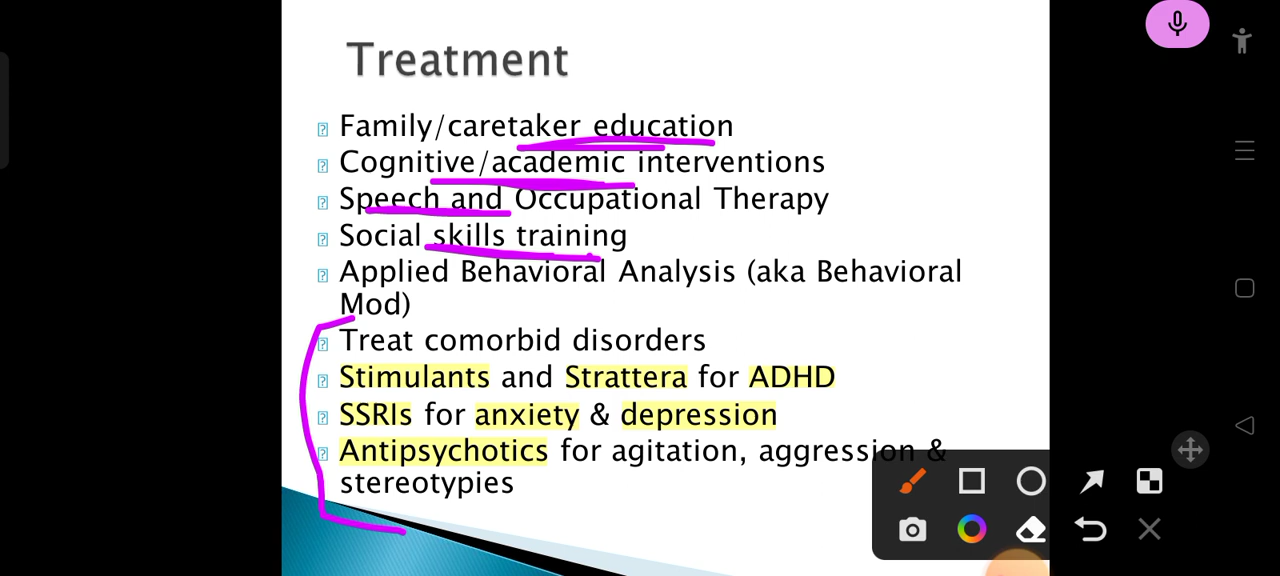 Treatment
Family/caretaker education
Cognitive/academic interventions
Speech and Occupational Therapy
Social skills training
Applied Behavioral Analysis (aka Behavioral
Mod)
Treat comorbid disorders
Stimulants and Strattera for ADHD
SSRIs for anxiety & depression
Antipsychotics for agitation, aggression &
stereotypies